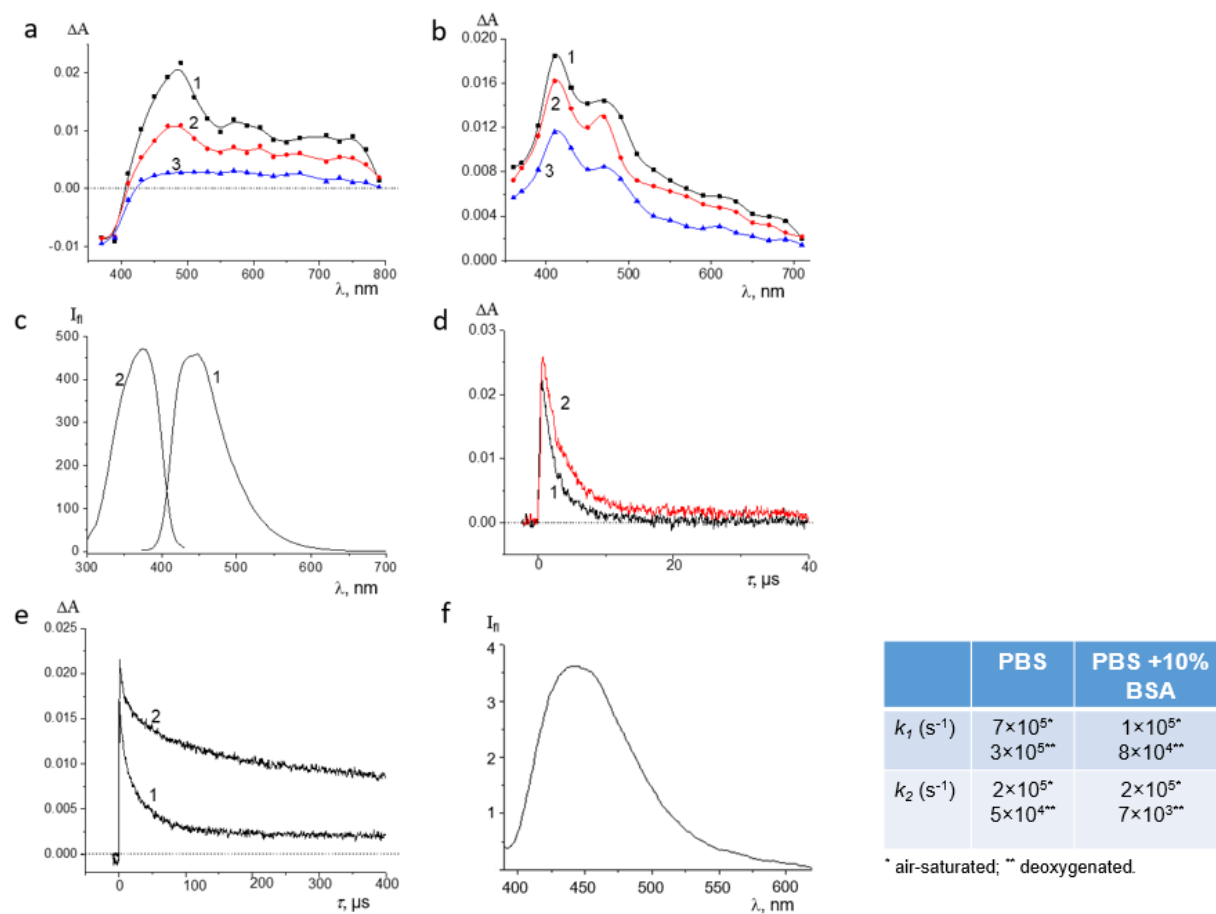 a
ΔA
0.02
0.01
0.00
-0.01
1
2
3
400 500 600 700 800
λ, nm
b
ΔA
0.020
0.016
0.012
0.008
0.004
1
2
3
400 500 600 700
λ, nm
c
Ifl
500
400
300
200
100
0
2
1
300 400 500 600 700
λ, nm
d
ΔA
0.03
0.02
0.01
0.00
2
1
0 20 40
τ, μs
e
ΔA
0.025
0.020
0.015
0.010
0.005
0.000
2
1
0 100 200 300 400
τ, μs
f
Ifl
4
3
2
1
400 450 500 550 600
λ, nm
PBS PBS +10% BSA
k1 (s-1) 7×10^5* 1×10^5*
3×10^5** 8×10^4**
k2 (s-1) 2×10^5* 2×10^5*
5×10^4** 7×10^3**
* air-saturated; ** deoxygenated.